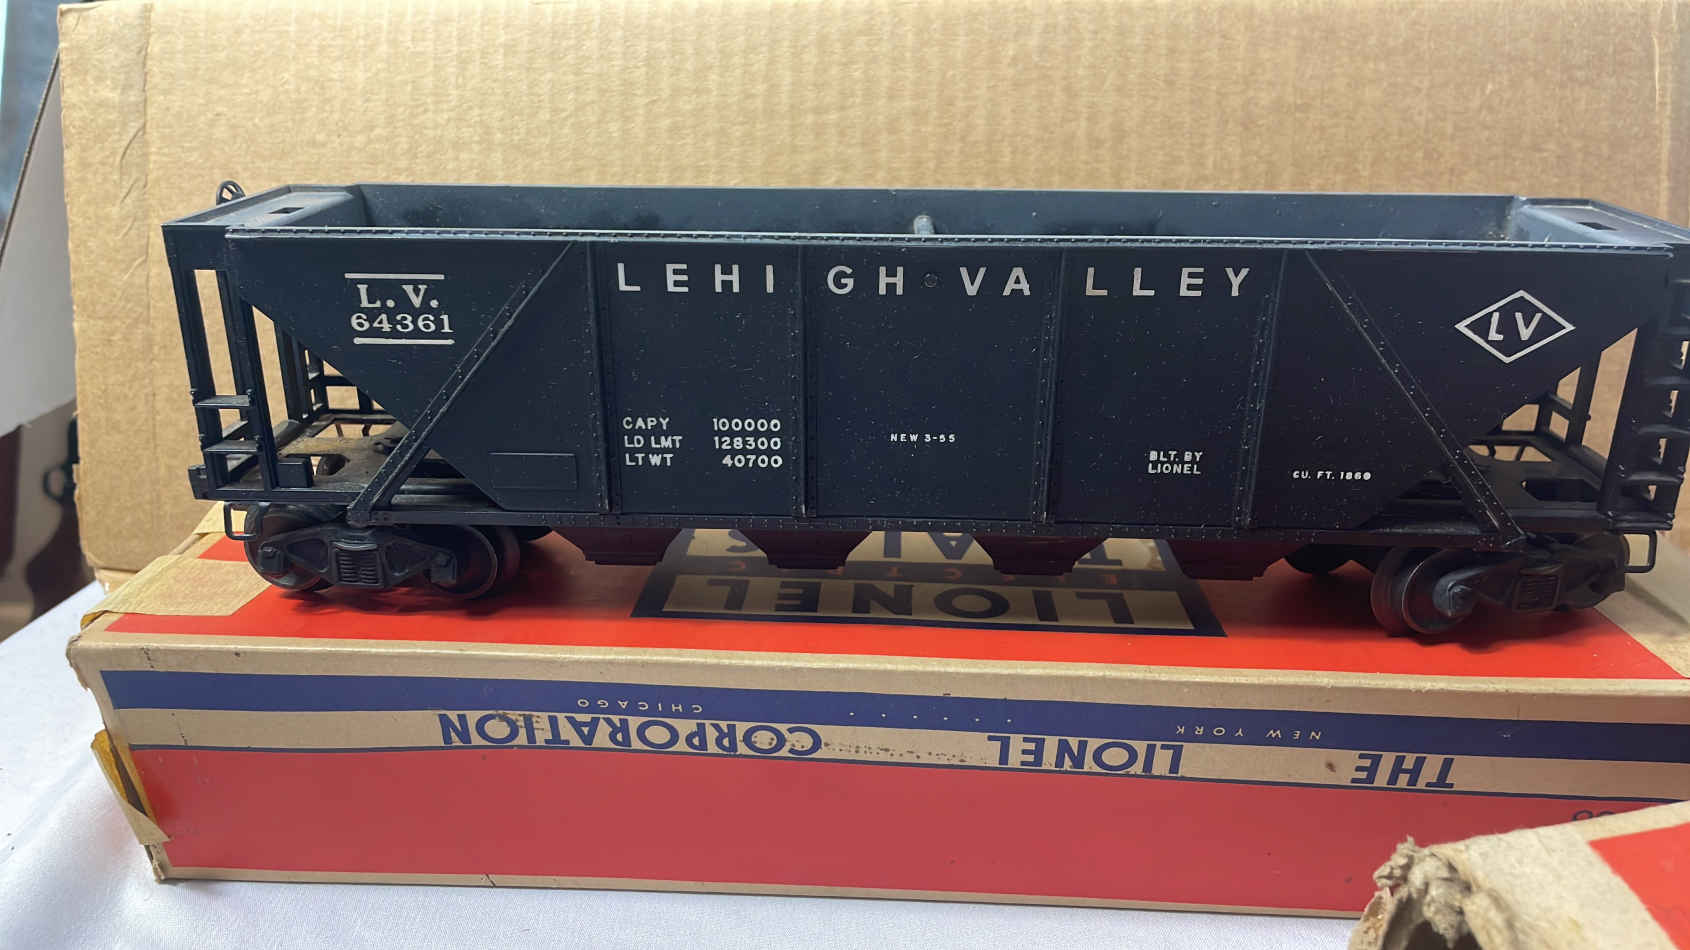 L.V.
64361
LEHIGH VALLEY
LV
CAPY 100000
LD LMT 128300
LT WT 40700
NEW 3-55
BLT. BY
LIONEL
CU. FT. 1860
LIONEL
THE LIONEL CORPORATION
NEW YORK
CHICAGO